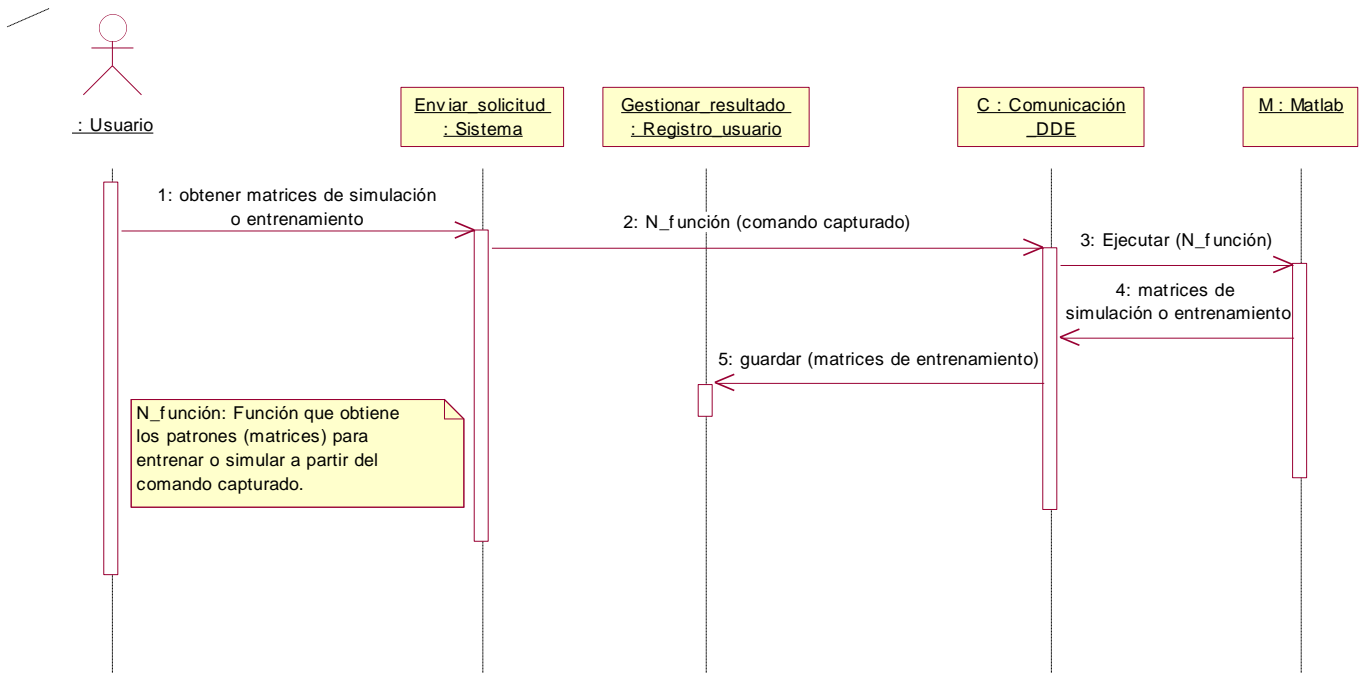 : Usuario
Enviar_solicitud
: Sistema
Gestionar_resultado
: Registro_usuario
C : Comunicación
_DDE
M : Matlab
1: obtener matrices de simulación
o entrenamiento
2: N_función (comando capturado)
3: Ejecutar (N_función)
4: matrices de
simulación o entrenamiento
5: guardar (matrices de entrenamiento)
N_función: Función que obtiene
los patrones (matrices) para
entrenar o simular a partir del
comando capturado.